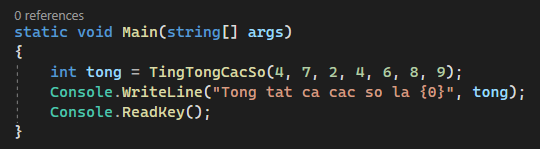 0 references
static void Main(string[] args)
{
    int tong = TingTongCacSo(4, 7, 2, 4, 6, 8, 9);
    Console.WriteLine("Tong tat ca cac so la {0}", tong);
    Console.ReadKey();
}